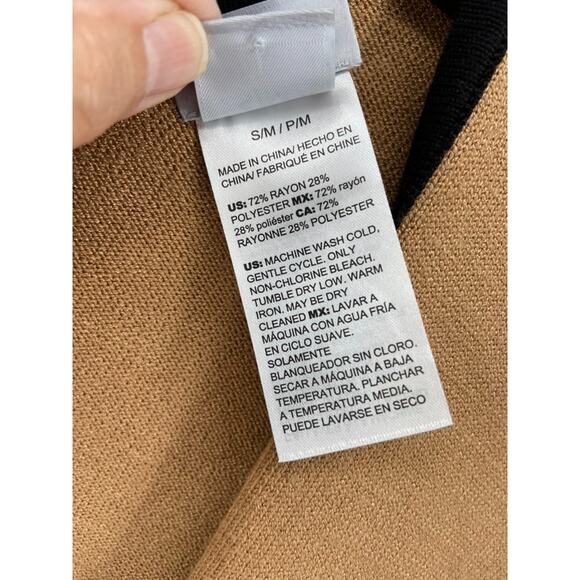 S/M / P/M
MADE IN CHINA/ HECHO EN
CHINA/ FABRIQUÉ EN CHINE
US: 72% RAYON 28%
POLYESTER MX: 72% rayón
28% poliéster CA: 72%
RAYONNE 28% POLYESTER
US: MACHINE WASH COLD,
GENTLE CYCLE. ONLY
NON-CHLORINE BLEACH.
TUMBLE DRY LOW. WARM
IRON. MAY BE DRY
CLEANED MX: LAVAR A
MÁQUINA CON AGUA FRÍA
EN CICLO SUAVE.
SOLAMENTE
BLANQUEADOR SIN CLORO.
SECAR A MÁQUINA A BAJA
TEMPERATURA. PLANCHAR
A TEMPERATURA MEDIA.
PUEDE LAVARSE EN SECO